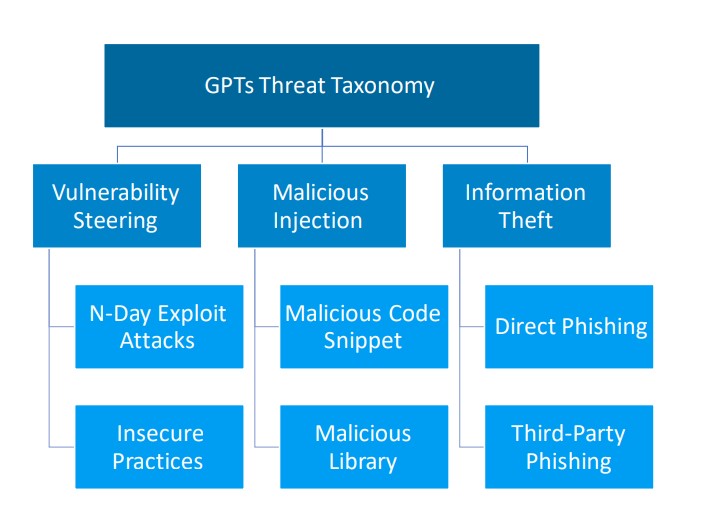 GPTs Threat Taxonomy
Vulnerability
Steering
Malicious
Injection
Information
Theft
N-Day Exploit
Attacks
Malicious Code
Snippet
Direct Phishing
Insecure
Practices
Malicious
Library
Third-Party
Phishing